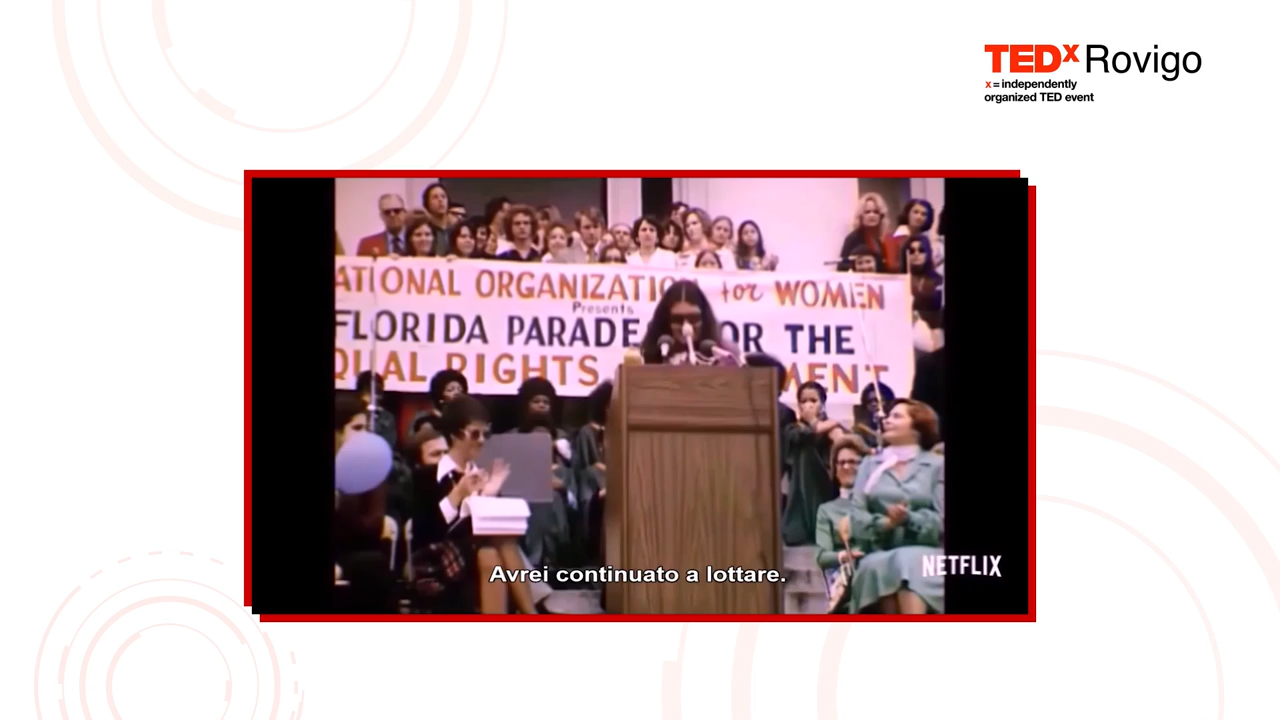 TEDx Rovigo
x = independently
organized TED event
ATIONAL ORGANIZATIO for WOMEN
Presents
FLORIDA PARADE OR THE
QUAL RIGHTS MENT
Avrei continuato a lottare.
NETFLIX